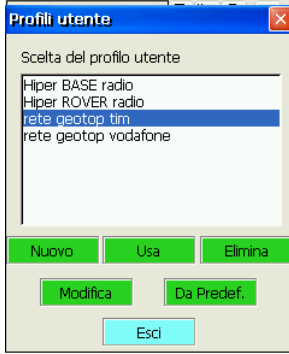 Profili utente
Scelta del profilo utente
Hiper BASE radio
Hiper ROVER radio
rete geotop tim
rete geotop vodafone
Nuovo Usa Elimina
Modifica Da Predef.
Esci